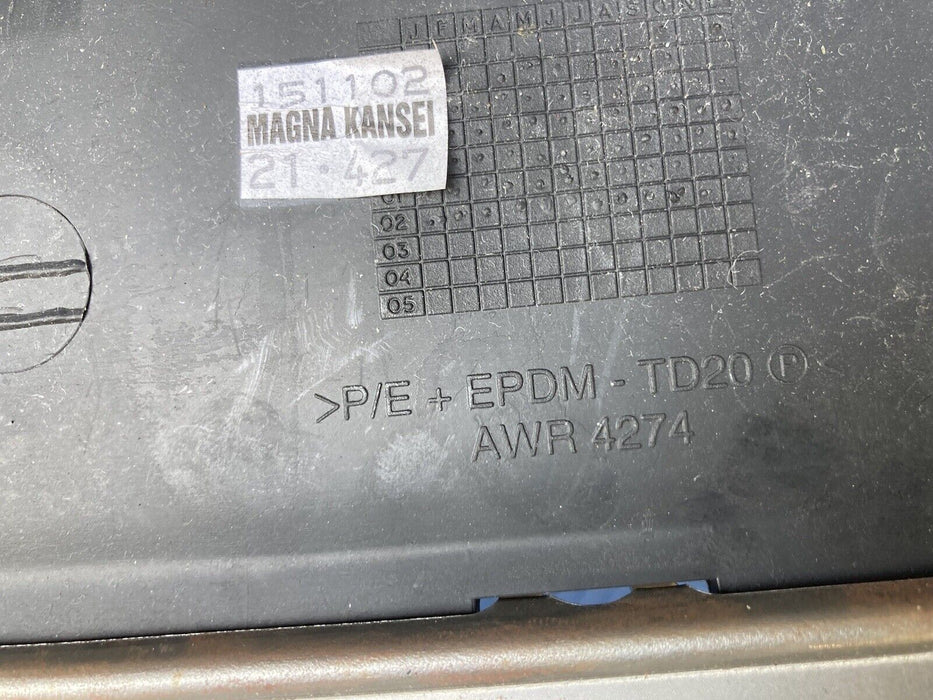 J F M A M J J A S O N D
151102
MAGNA KANSEI
21·427
01
02
03
04
05
>P/E + EPDM - TD20 Ⓟ <
AWR 4274